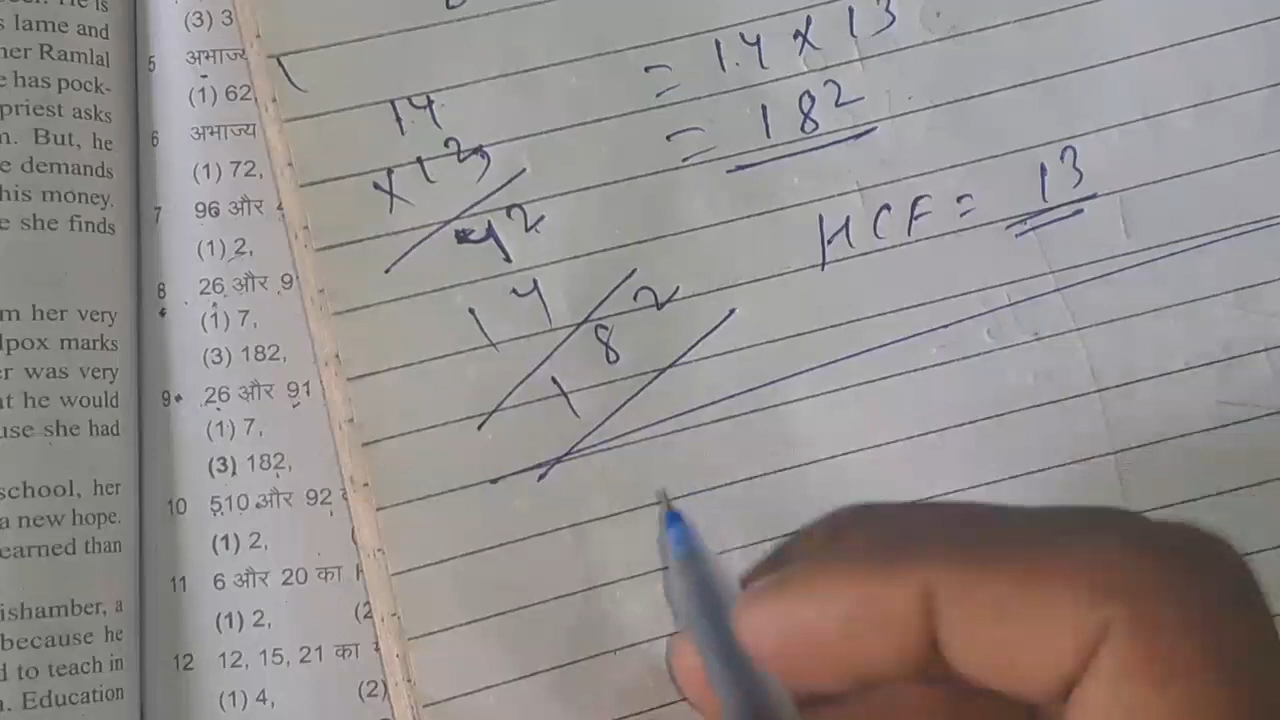 s lame and
her Ramlal
e has pock-
priest asks
n. But, he
e demands
his money.
e she finds
m her very
lpox marks
er was very
at he would
use she had
school, her
a new hope.
earned than
ishamber, a
because he
d to teach in
. Education
(3) 3
5 अभाज्य
(1) 62,
6 अभाज्य
(1) 72,
7 96 और
(1) 2,
8 26 और 9
(1) 7,
(3) 182,
9 26 और 91
(1) 7,
(3) 182,
10 510 और 92
(1) 2,
11 6 और 20 का
(1) 2, (2
12 12, 15, 21 का
(1) 4, (2)
= 14 x 13
= 182
HCF = 13
14
x 13
42
14
182